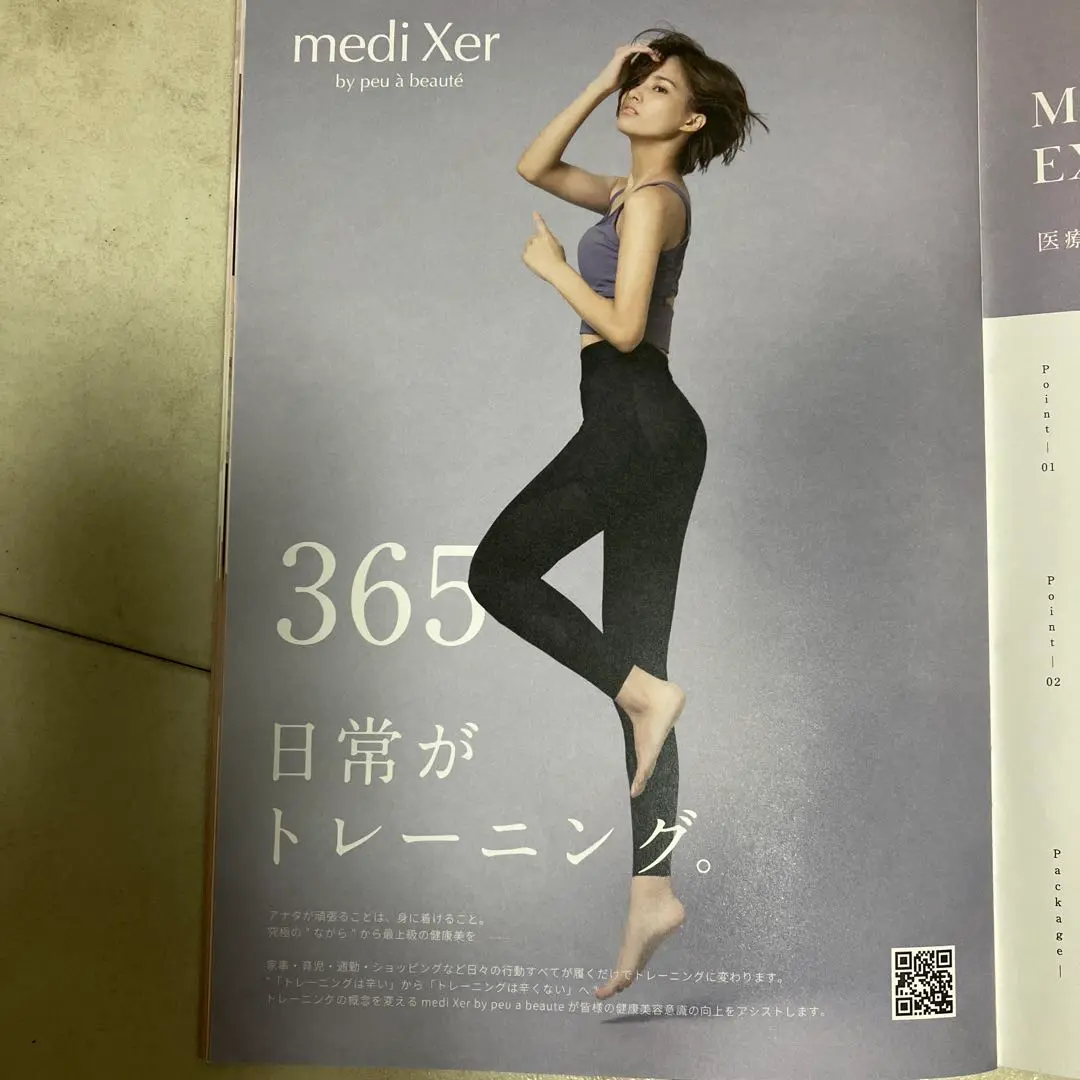 medi Xer
by peu à beauté
365
日常が
トレーニング。
アナタが頑張ることは、身に着けること。
究極の"ながら"から最上級の健康美を
家事・育児・通勤・ショッピングなど日々の行動すべてが履くだけでトレーニングに変わります。
"「トレーニングは辛い」から「トレーニングは辛くない」へ"
トレーニングの概念を変える medi Xer by peu a beaute が皆様の健康美容意識の向上をアシストします。
M
EX
医療
Point—01
Point—02
Package—